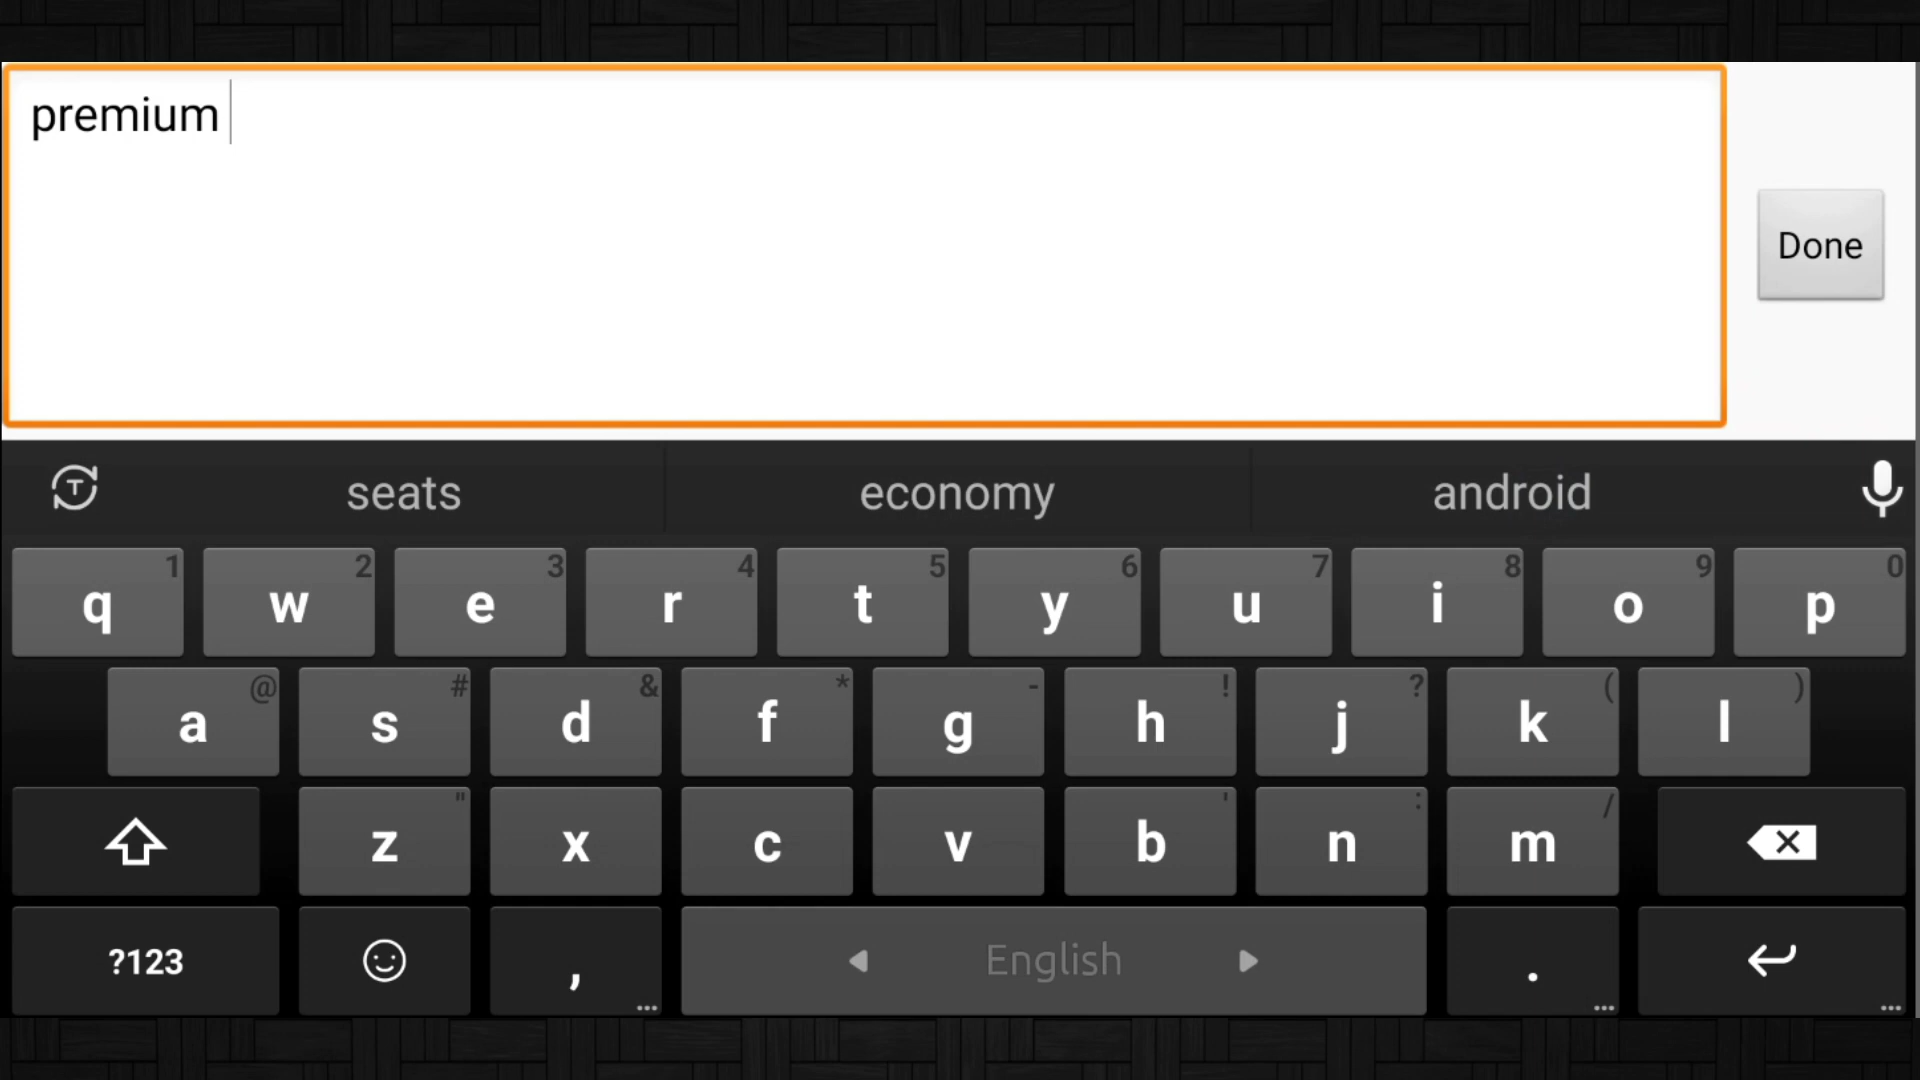 premium
Done
seats economy android
1 2 3 4 5 6 7 8 9 0
q w e r t y u i o p
@ # & * - ! ? ( )
a s d f g h j k l
" ' : /
z x c v b n m
?123 , English .